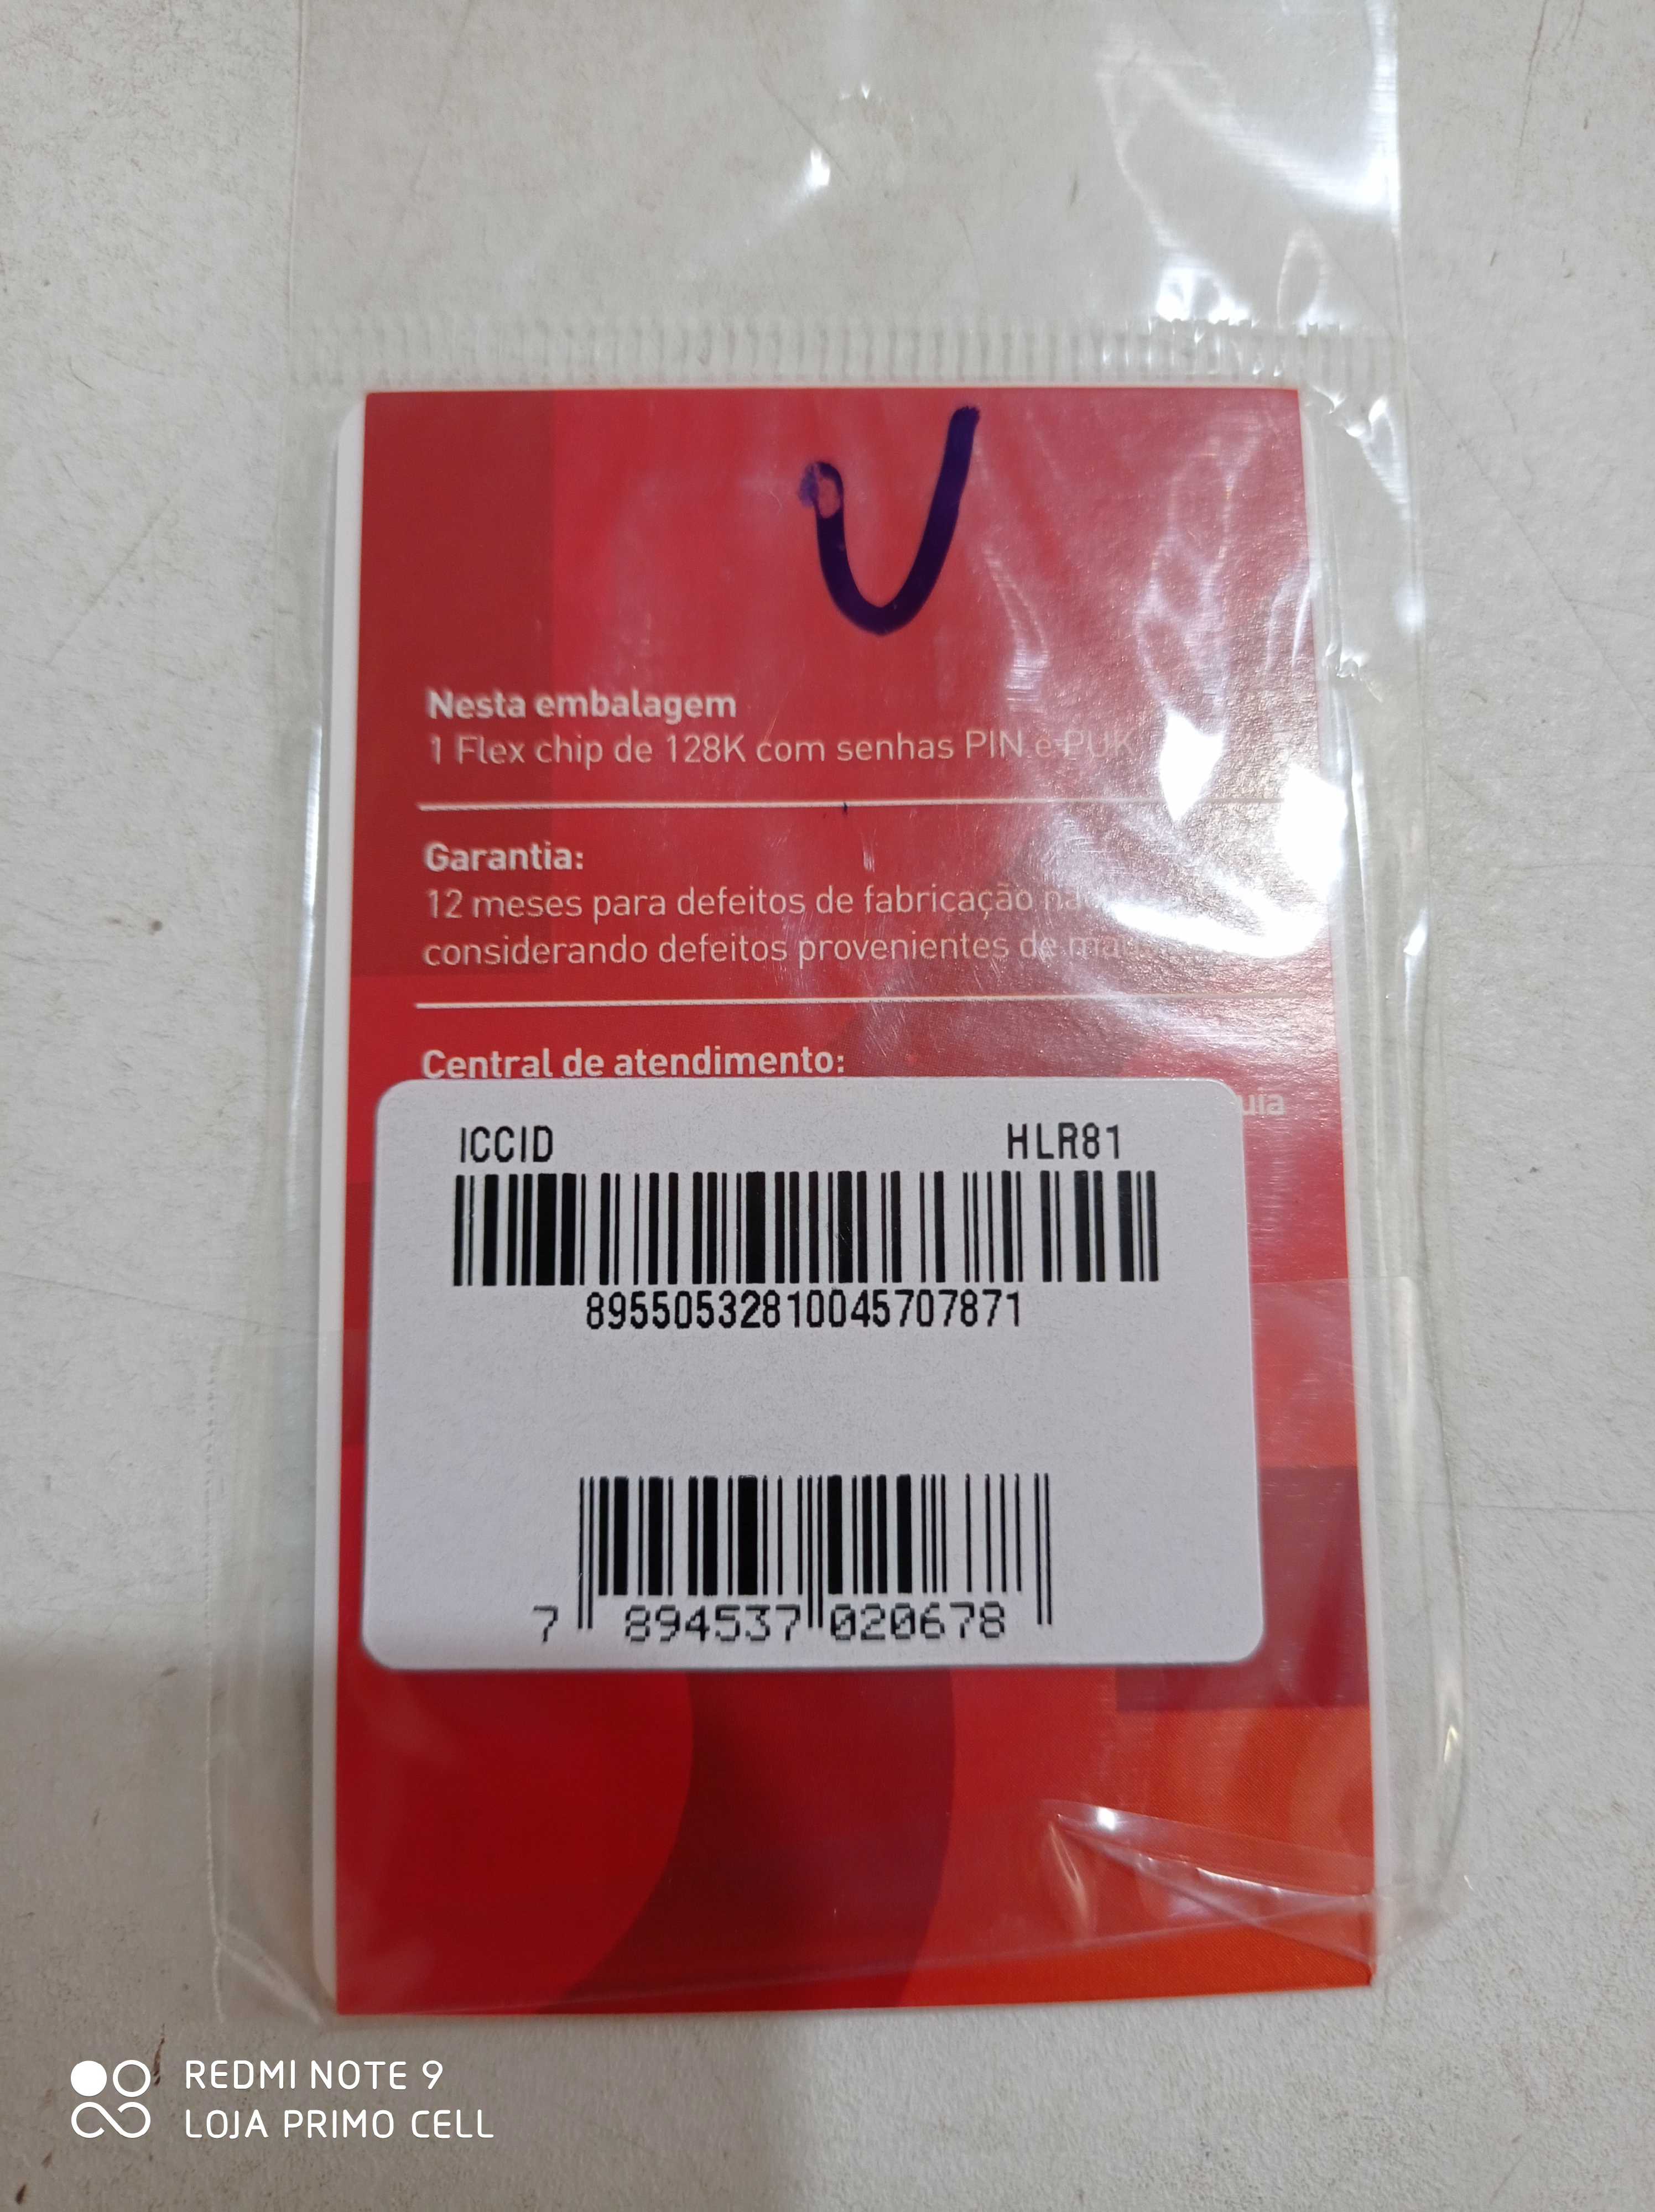 Nesta embalagem
1 Flex chip de 128K com senhas PIN e PUK
Garantia:
12 meses para defeitos de fabricação
considerando defeitos provenientes de
Central de atendimento:
ICCID HLR81
89550532810045707871
7 894537 020678
REDMI NOTE 9
LOJA PRIMO CELL